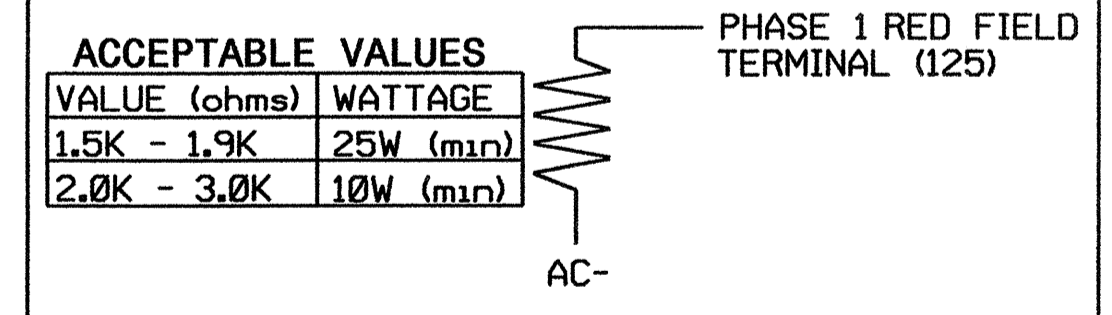 ACCEPTABLE VALUES
VALUE (ohms) WATTAGE
1.5K - 1.9K 25W (min)
2.0K - 3.0K 10W (min)
PHASE 1 RED FIELD
TERMINAL (125)
AC-